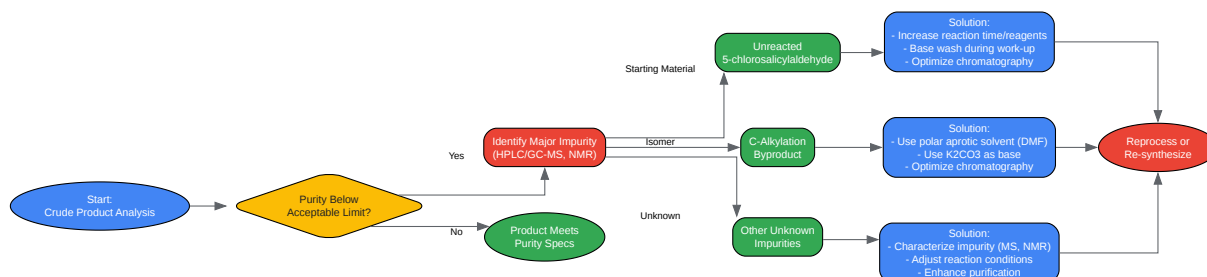 Start:
Crude Product Analysis
Purity Below
Acceptable Limit?
Yes
No
Identify Major Impurity
(HPLC/GC-MS, NMR)
Product Meets
Purity Specs
Starting Material
Isomer
Unknown
Unreacted
5-chlorosalicylaldehyde
C-Alkylation
Byproduct
Other Unknown
Impurities
Solution:
- Increase reaction time/reagents
- Base wash during work-up
- Optimize chromatography
Solution:
- Use polar aprotic solvent (DMF)
- Use K2CO3 as base
- Optimize chromatography
Solution:
- Characterize impurity (MS, NMR)
- Adjust reaction conditions
- Enhance purification
Reprocess or
Re-synthesize